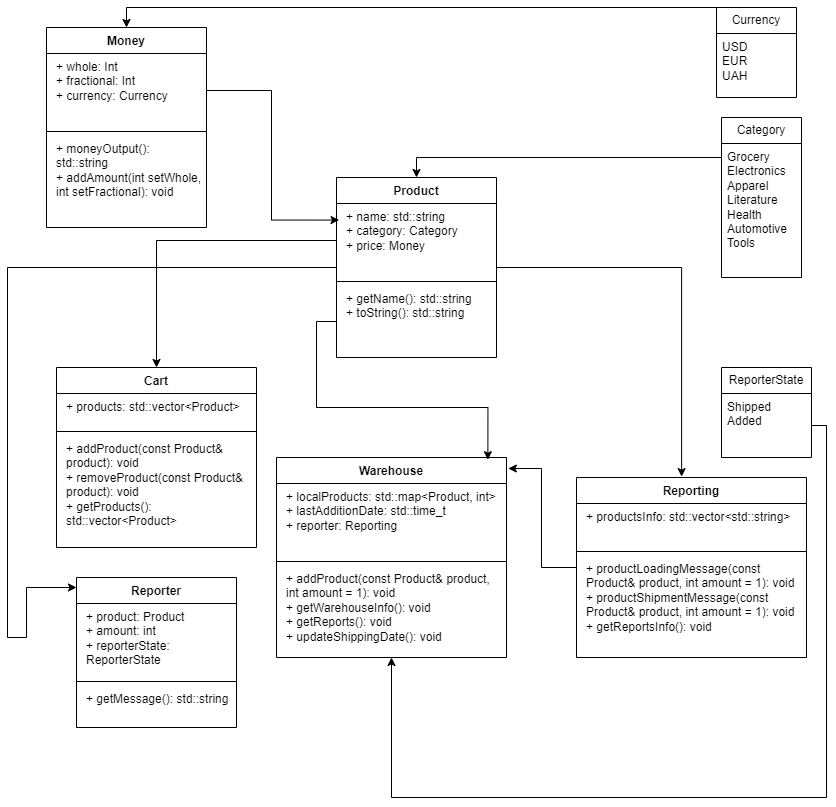 Money
+ whole: Int
+ fractional: Int
+ currency: Currency
+ moneyOutput():
std::string
+ addAmount(int setWhole,
int setFractional): void
Currency
USD
EUR
UAH
Category
Grocery
Electronics
Apparel
Literature
Health
Automotive
Tools
Product
+ name: std::string
+ category: Category
+ price: Money
+ getName(): std::string
+ toString(): std::string
Cart
+ products: std::vector<Product>
+ addProduct(const Product&
product): void
+ removeProduct(const Product&
product): void
+ getProducts():
std::vector<Product>
ReporterState
Shipped
Added
Warehouse
+ localProducts: std::map<Product, int>
+ lastAdditionDate: std::time_t
+ reporter: Reporting
+ addProduct(const Product& product,
int amount = 1): void
+ getWarehouseInfo(): void
+ getReports(): void
+ updateShippingDate(): void
Reporting
+ productsInfo: std::vector<std::string>
+ productLoadingMessage(const
Product& product, int amount = 1): void
+ productShipmentMessage(const
Product& product, int amount = 1): void
+ getReportsInfo(): void
Reporter
+ product: Product
+ amount: int
+ reporterState:
ReporterState
+ getMessage(): std::string